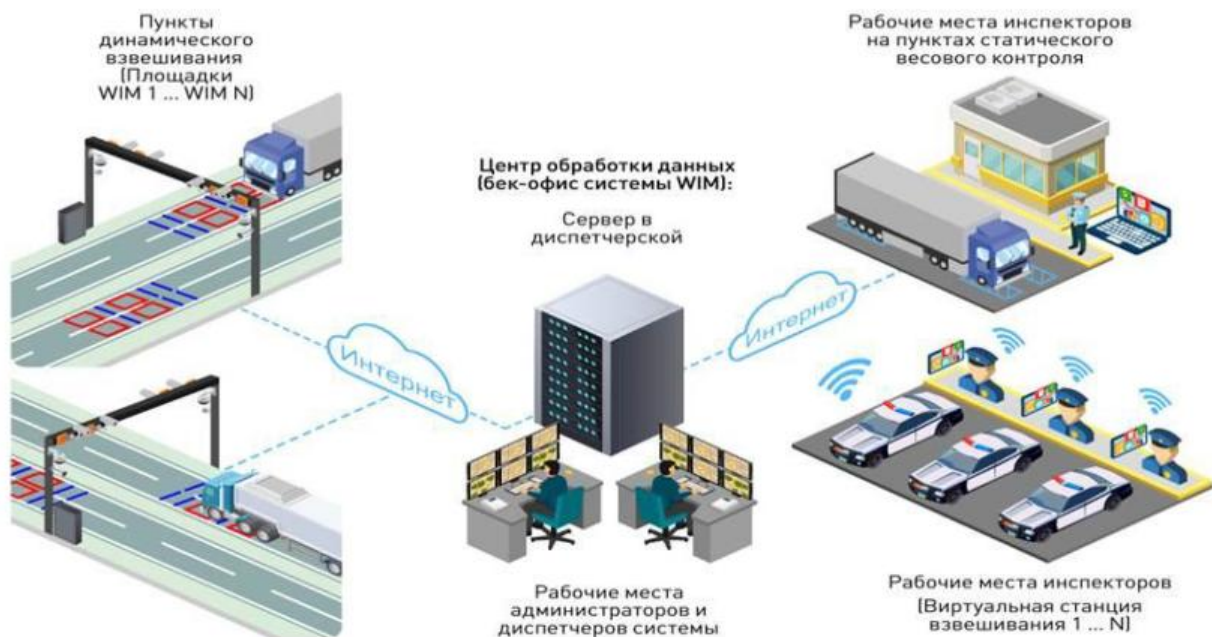 Пункты
динамического
взвешивания
(Площадки
WIM 1 ... WIM N)
Центр обработки данных
(бек-офис системы WIM):
Сервер в
диспетчерской
Рабочие места инспекторов
на пунктах статического
весового контроля
Интернет
Интернет
Рабочие места
администраторов и
диспетчеров системы
Рабочие места инспекторов
(Виртуальная станция
взвешивания 1 ... N)